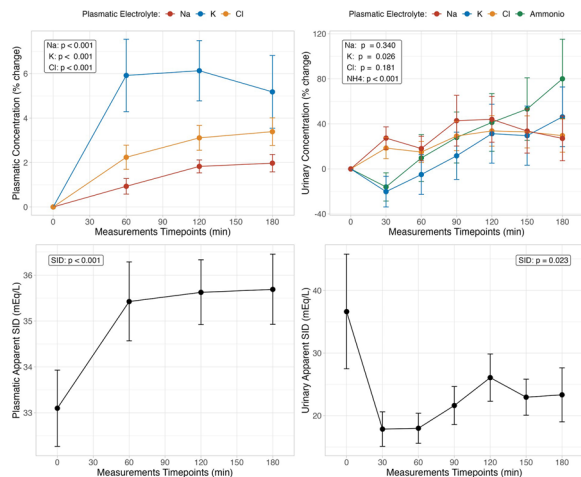 Plasmatic Electrolyte: Na K Cl
Na: p < 0.001
K: p < 0.001
Cl: p < 0.001
Plasmatic Concentration (% change)
6
4
2
0
0 30 60 90 120 150 180
Measurements Timepoints (min)
Plasmatic Electrolyte: Na K Cl Ammonio
Na: p = 0.340
K: p = 0.026
Cl: p = 0.181
NH4: p < 0.001
Urinary Concentration (% change)
120
80
40
0
-40
0 30 60 90 120 150 180
Measurements Timepoints (min)
SID: p < 0.001
Plasmatic Apparent SID (mEq/L)
36
35
34
33
0 30 60 90 120 150 180
Measurements Timepoints (min)
SID: p = 0.023
Urinary Apparent SID (mEq/L)
40
30
20
0 30 60 90 120 150 180
Measurements Timepoints (min)